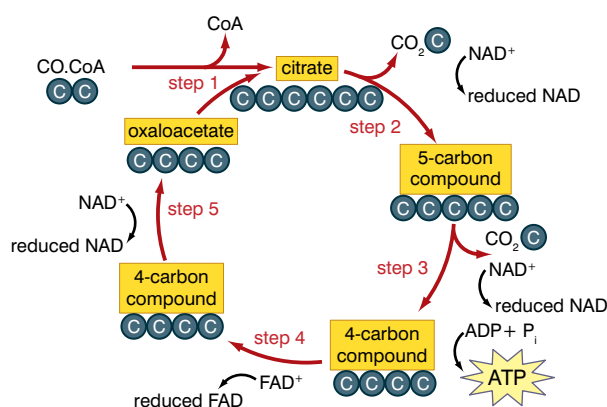 CoA
CO.CoA
C C
step 1
citrate
C C C C C C
CO2 C
NAD+
reduced NAD
step 2
oxaloacetate
C C C C
5-carbon
compound
C C C C C
CO2 C
NAD+
reduced NAD
step 3
ADP + Pi
ATP
4-carbon
compound
C C C C
step 4
FAD+
reduced FAD
4-carbon
compound
C C C C
step 5
NAD+
reduced NAD